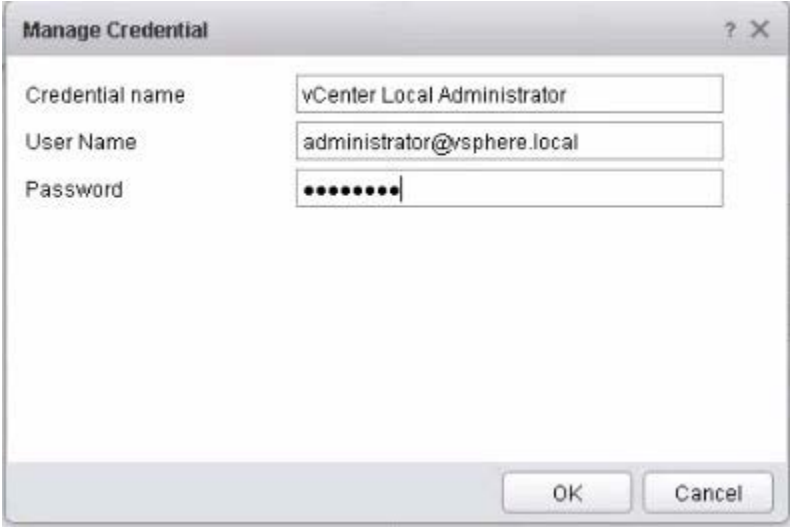 Manage Credential ?
Credential name vCenter Local Administrator
User Name administrator@vsphere.local
Password ••••••••
OK Cancel